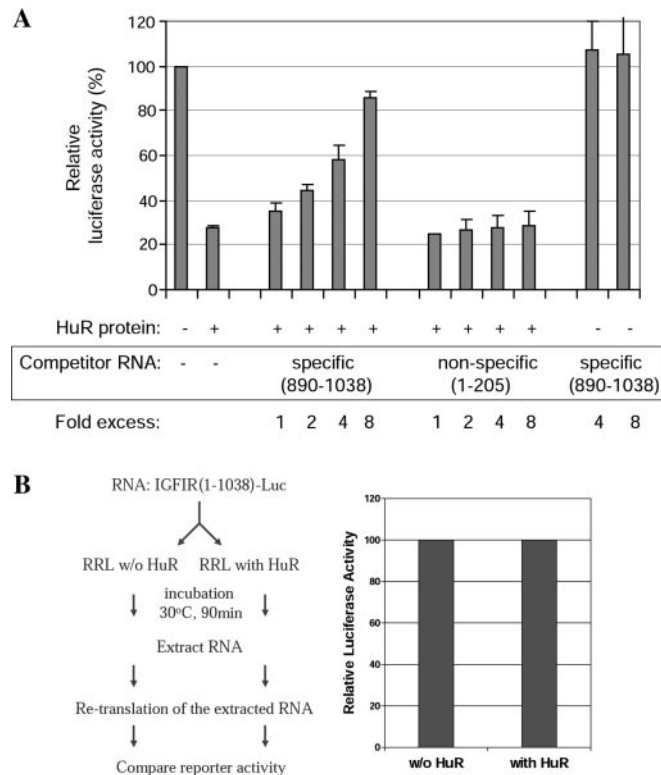 A
Relative
luciferase activity (%)
120
100
80
60
40
20
0
HuR protein: - + + + + + + + + + - -
Competitor RNA: - - specific non-specific specific
(890-1038) (1-205) (890-1038)
Fold excess: 1 2 4 8 1 2 4 8 4 8
B
RNA: IGFIR(1-1038)-Luc
RRL w/o HuR RRL with HuR
incubation
30ºC, 90min
Extract RNA
Re-translation of the extracted RNA
Compare reporter activity
Relative Luciferase Activity
120
100
80
60
40
20
0
w/o HuR with HuR